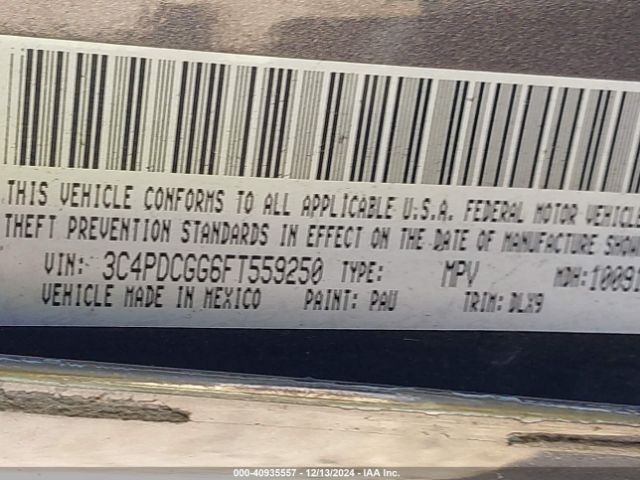 THIS VEHICLE CONFORMS TO ALL APPLICABLE U.S.A. FEDERAL MOTOR VEHICLE
THEFT PREVENTION STANDARDS IN EFFECT ON THE DATE OF MANUFACTURE SHOW
VIN: 3C4PDCGG6FT559250 TYPE: MPV MDH: 10091
VEHICLE MADE IN MEXICO PAINT: PAU TRIM: DLX9
000-40935557 - 12/13/2024 - IAA Inc.